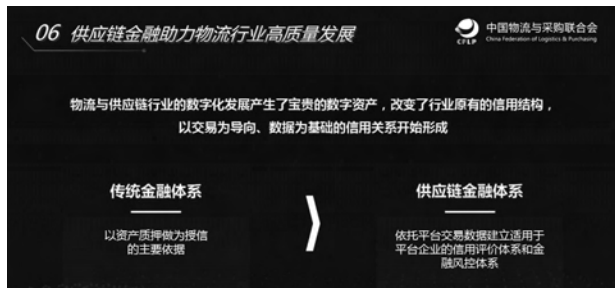 06 供应链金融助力物流行业高质量发展
中国物流与采购联合会
China Federation of Logistics & Purchasing
CFLP
物流与供应链行业的数字化发展产生了宝贵的数字资产，改变了行业原有的信用结构，
以交易为导向、数据为基础的信用关系开始形成
传统金融体系
以资产质押做为授信
的主要依据
供应链金融体系
依托平台交易数据建立适用于
平台企业的信用评价体系和金
融风控体系